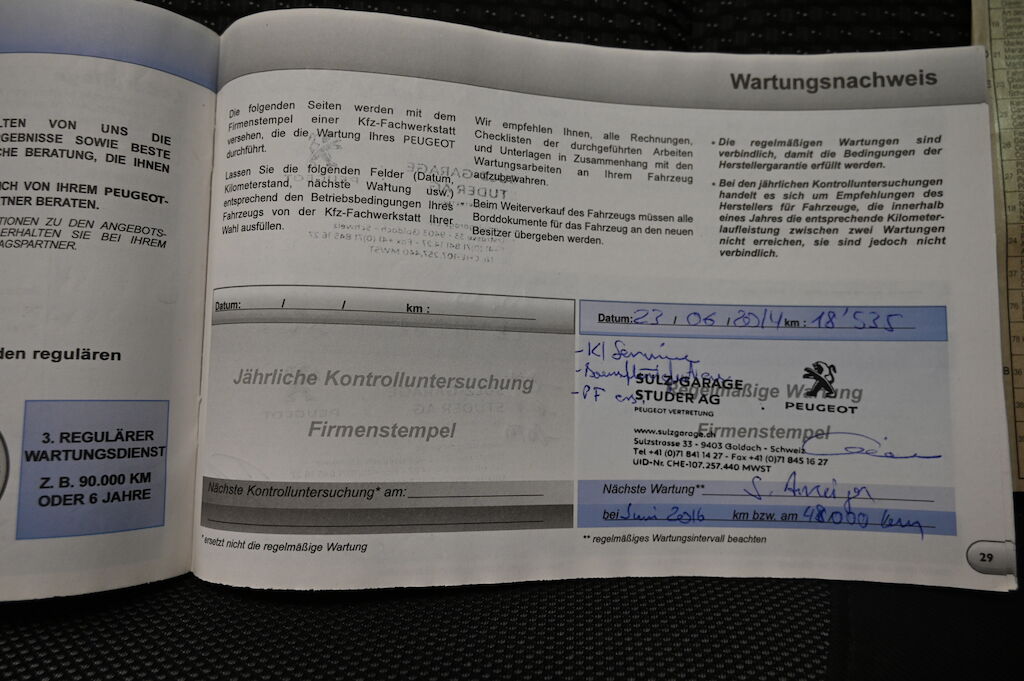 LTEN VON UNS DIE
RGEBNISSE SOWIE BESTE
CHE BERATUNG, DIE IHNEN
ICH VON IHREM PEUGEOT-
TNER BERATEN.
TIONEN ZU DEN ANGEBOTS-
ERHALTEN SIE BEI IHREM
AGSPARTNER.
den regulären
3. REGULÄRER
WARTUNGSDIENST
Z. B. 90.000 KM
ODER 6 JAHRE
Wartungsnachweis
Die folgenden Seiten werden mit dem
Firmenstempel einer Kfz-Fachwerkstatt
versehen, die die Wartung Ihres PEUGEOT
durchführt.
Lassen Sie die folgenden Felder (Datum,
Kilometerstand, nächste Wartung usw.)
entsprechend den Betriebsbedingungen Ihres
Fahrzeugs von der Kfz-Fachwerkstatt Ihrer
Wahl ausfüllen.
Wir empfehlen Ihnen, alle Rechnungen,
Checklisten der durchgeführten Arbeiten
und Unterlagen in Zusammenhang mit den
Wartungsarbeiten an Ihrem Fahrzeug
aufzubewahren.
Beim Weiterverkauf des Fahrzeugs müssen alle
Borddokumente für das Fahrzeug an den neuen
Besitzer übergeben werden.
• Die regelmäßigen Wartungen sind
verbindlich, damit die Bedingungen der
Herstellergarantie erfüllt werden.
• Bei den jährlichen Kontrolluntersuchungen
handelt es sich um Empfehlungen des
Herstellers für Fahrzeuge, die innerhalb
eines Jahres die entsprechende Kilometer-
laufleistung zwischen zwei Wartungen
nicht erreichen, sie sind jedoch nicht
verbindlich.
Datum: / / km :
Jährliche Kontrolluntersuchung
Firmenstempel
Nächste Kontrolluntersuchung* am:
* ersetzt nicht die regelmäßige Wartung
Datum: 23 / 06 / 2014 km : 18'535
- Kl Service
- PF
Regelmäßige Wartung
Firmenstempel
SULZ-GARAGE
STUDER AG
PEUGEOT VERTRETUNG
PEUGEOT
www.sulzgarage.ch
Sulzstrasse 33 - 9403 Goldach - Schweiz
Tel +41 (0)71 841 14 27 - Fax +41 (0)71 845 16 27
UID-Nr. CHE-107.257.440 MWST
Nächste Wartung** S. Anzeige
bei Juni 2016 km bzw. am 48.000 km
** regelmäßiges Wartungsintervall beachten
29